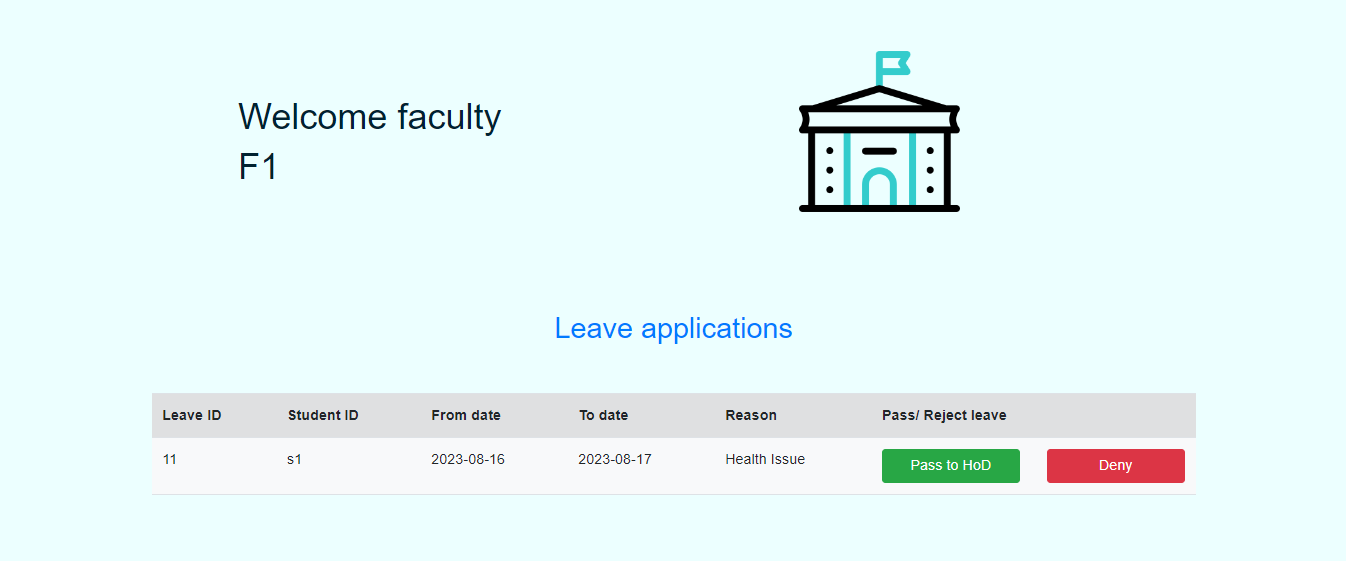 Welcome faculty
F1
Leave applications
Leave ID Student ID From date To date Reason Pass/ Reject leave
11 s1 2023-08-16 2023-08-17 Health Issue Pass to HoD Deny